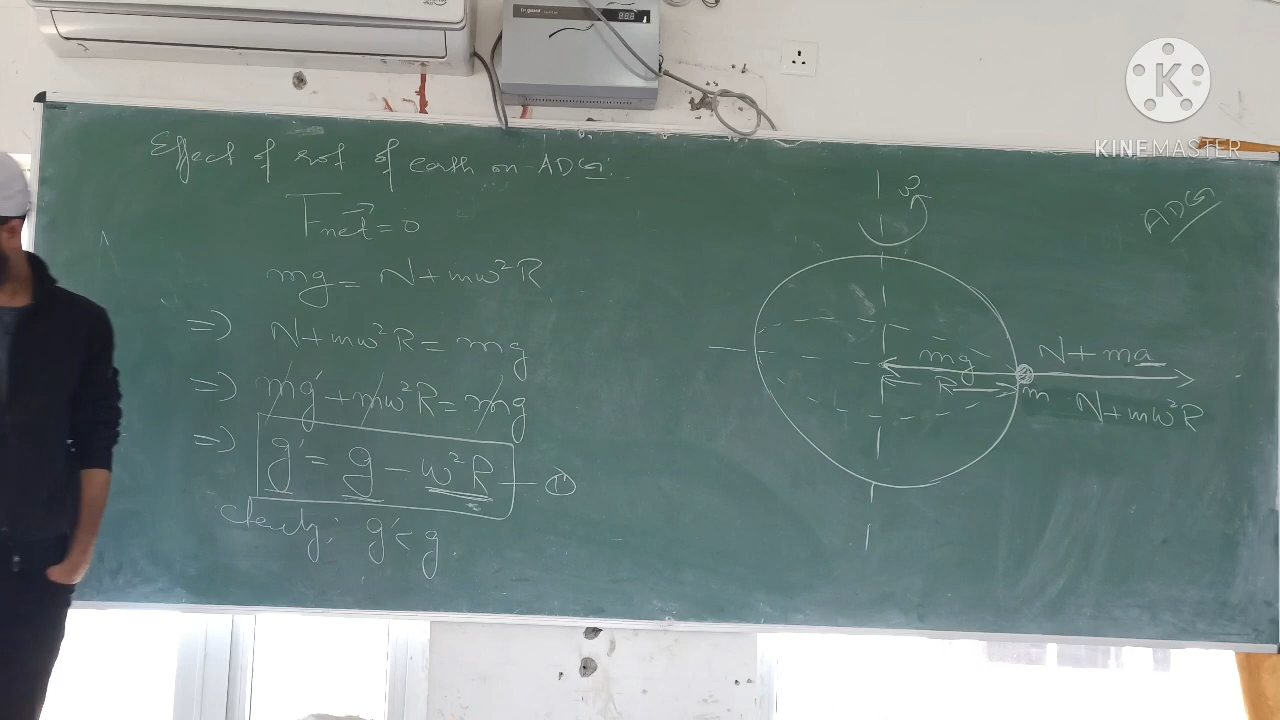 K
KINEMASTER
Effect of rot of earth on ADG:
Fnet = 0
mg = N + mω²R
=> N + mω²R = mg
=> mg' + mω²R = mg
=> g' = g - ω²R — ①
Clearly: g' < g.
ω
ADG
mg
N + ma
R
m
N + mω²R